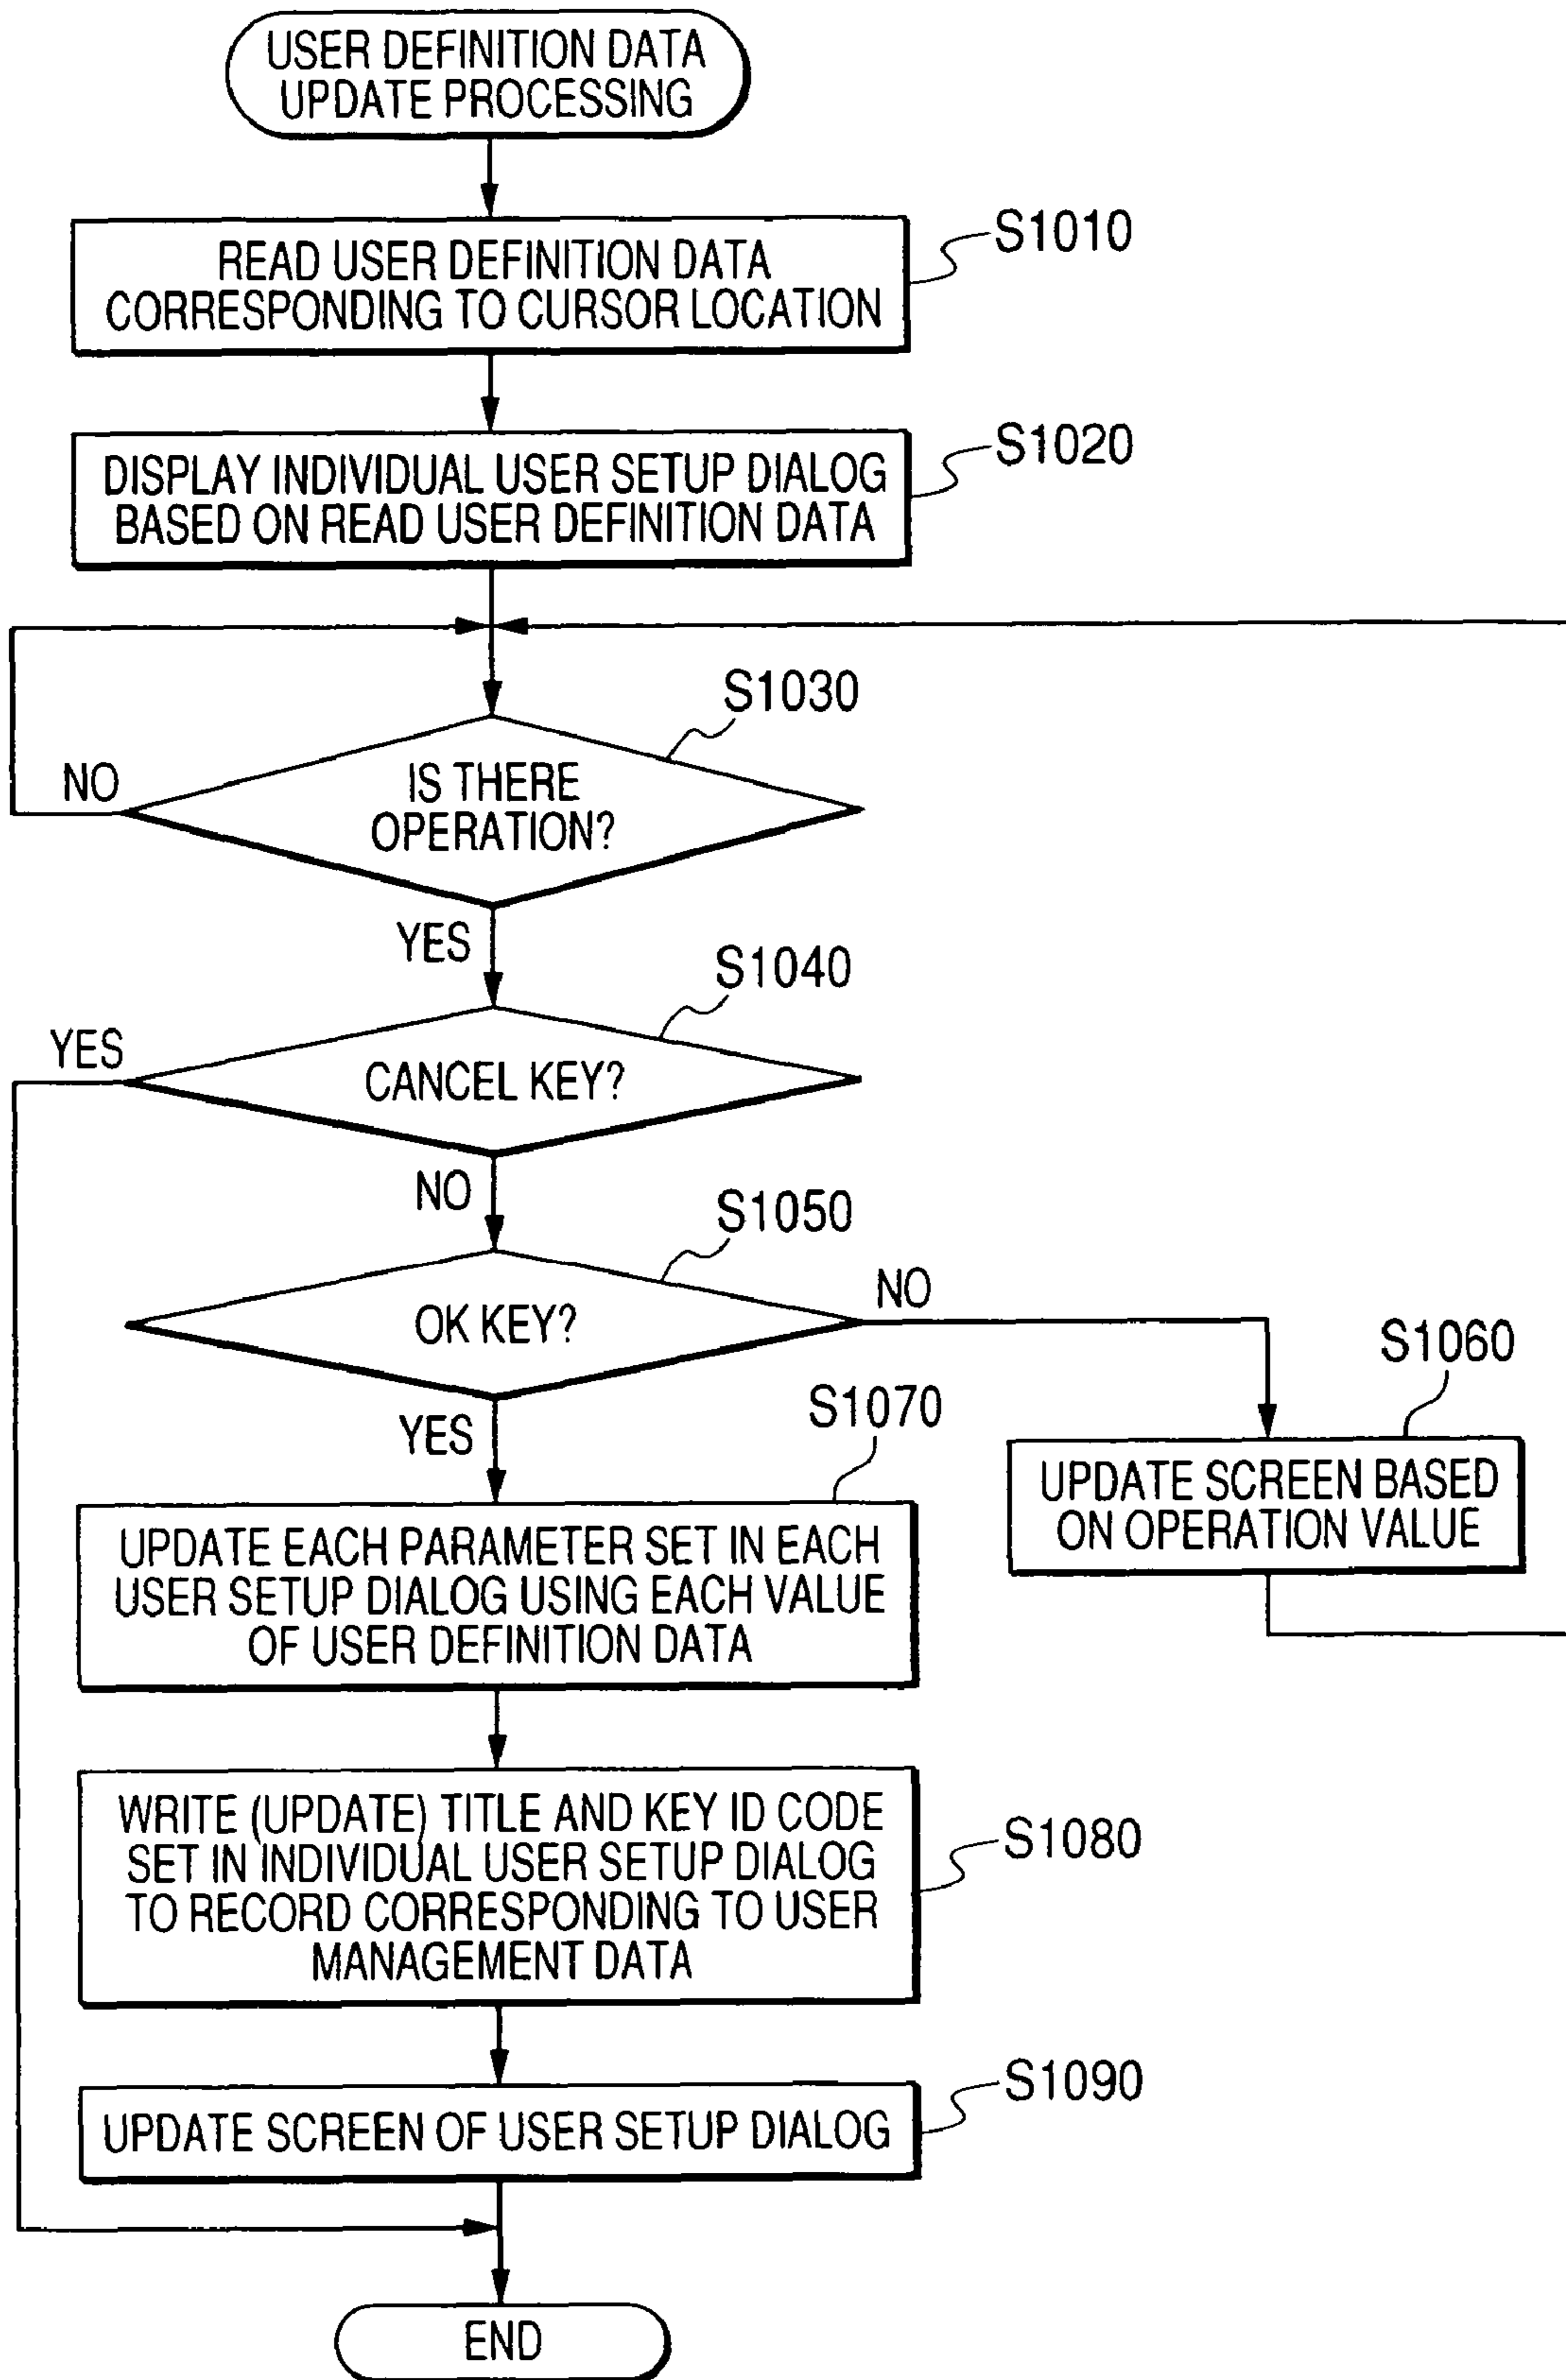 USER DEFINITION DATA
UPDATE PROCESSING
READ USER DEFINITION DATA
CORRESPONDING TO CURSOR LOCATION
S1010
DISPLAY INDIVIDUAL USER SETUP DIALOG
BASED ON READ USER DEFINITION DATA
S1020
S1030
NO
IS THERE
OPERATION?
YES
S1040
YES
CANCEL KEY?
NO
S1050
OK KEY?
NO
S1060
UPDATE SCREEN BASED
ON OPERATION VALUE
YES
S1070
UPDATE EACH PARAMETER SET IN EACH
USER SETUP DIALOG USING EACH VALUE
OF USER DEFINITION DATA
WRITE (UPDATE) TITLE AND KEY ID CODE
SET IN INDIVIDUAL USER SETUP DIALOG
TO RECORD CORRESPONDING TO USER
MANAGEMENT DATA
S1080
UPDATE SCREEN OF USER SETUP DIALOG
S1090
END